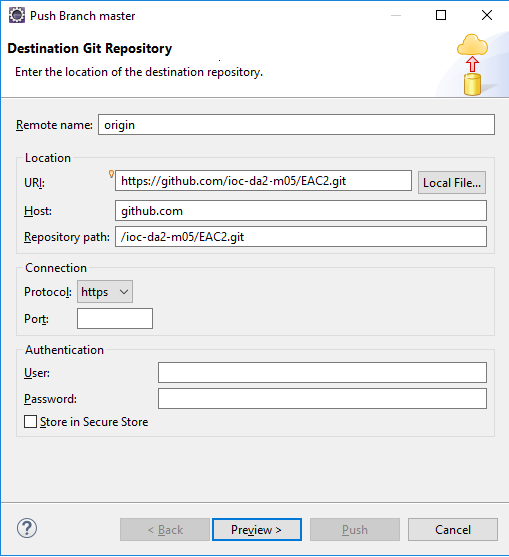 Push Branch master
Destination Git Repository
Enter the location of the destination repository.
Remote name: origin
Location
URI: https://github.com/ioc-da2-m05/EAC2.git Local File...
Host: github.com
Repository path: /ioc-da2-m05/EAC2.git
Connection
Protocol: https
Port:
Authentication
User:
Password:
Store in Secure Store
? < Back Preview > Push Cancel